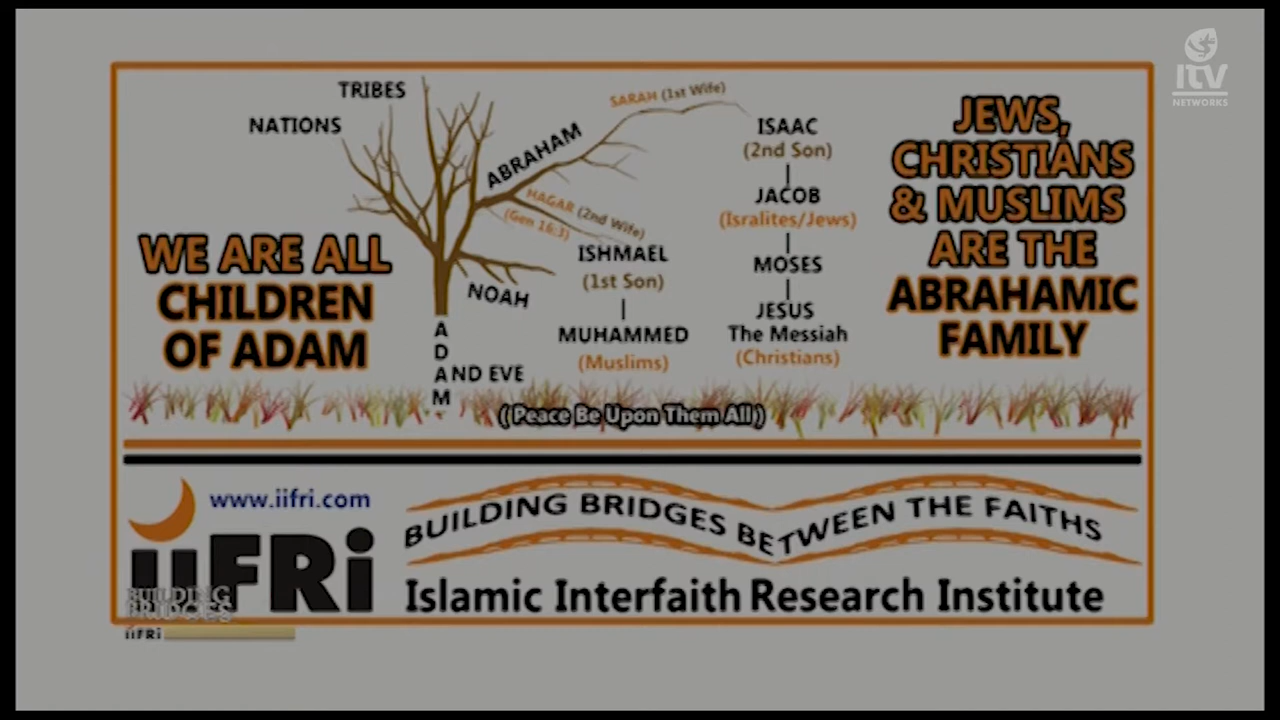 ITV
NETWORKS
TRIBES
NATIONS
WE ARE ALL
CHILDREN
OF ADAM
ABRAHAM
SARAH (1st Wife)
HAGAR (2nd Wife)
(Gen 16:3)
NOAH
ADAM
AND EVE
ISHMAEL
(1st Son)
MUHAMMED
(Muslims)
ISAAC
(2nd Son)
JACOB
(Isralites/Jews)
MOSES
JESUS
The Messiah
(Christians)
JEWS,
CHRISTIANS
& MUSLIMS
ARE THE
ABRAHAMIC
FAMILY
(Peace Be Upon Them All)
www.iifri.com
iiFRi
BUILDING BRIDGES BETWEEN THE FAITHS
Islamic Interfaith Research Institute
BUILDING
BRIDGES
iiFRi